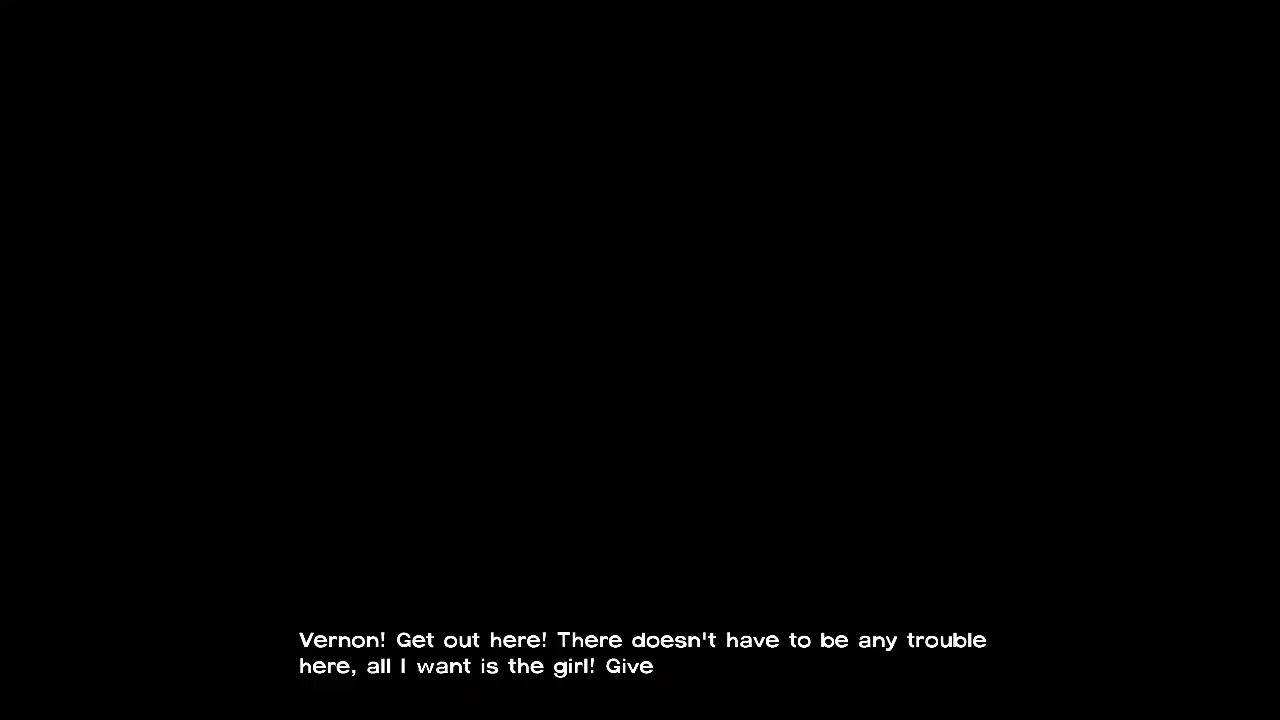 Vernon! Get out here! There doesn't have to be any trouble
here, all I want is the girl! Give